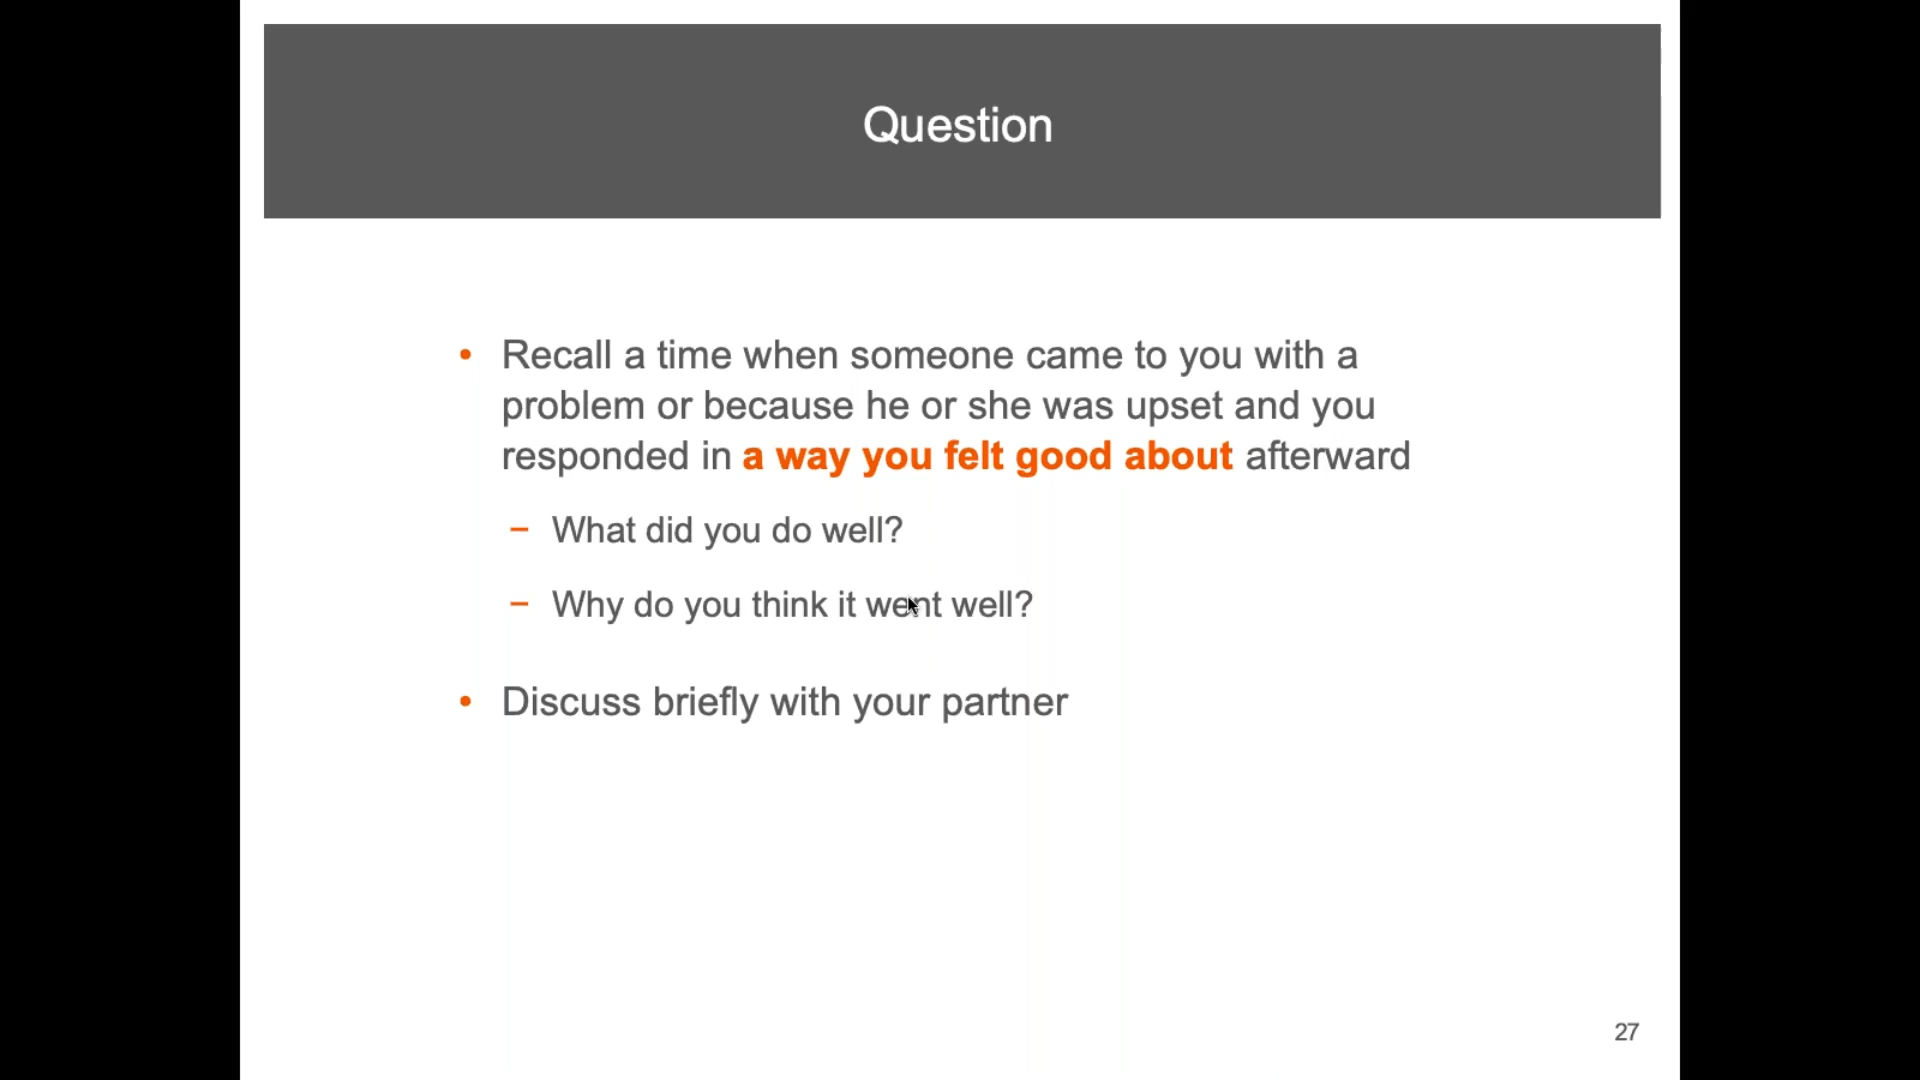 Question
• Recall a time when someone came to you with a
problem or because he or she was upset and you
responded in a way you felt good about afterward
– What did you do well?
– Why do you think it went well?
• Discuss briefly with your partner
27